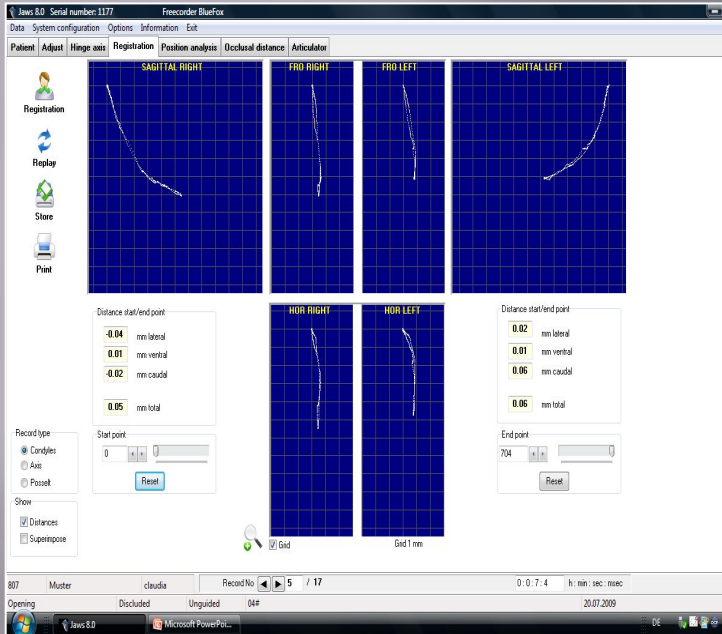 Jaws 8.0 Serial number: 1177 Freecorder BlueFox
Data System configuration Options Information Exit
Patient Adjust Hinge axis Registration Position analysis Occlusal distance Articulator
SAGITTAL RIGHT FRO RIGHT FRO LEFT SAGITTAL LEFT
Registration
Replay
Store
Print
HOR RIGHT HOR LEFT
Distance start/end point
-0.04 mm lateral
0.01 mm ventral
-0.02 mm caudal
0.05 mm total
Distance start/end point
0.02 mm lateral
0.01 mm ventral
0.06 mm caudal
0.06 mm total
Start point
0
Reset
End point
704
Reset
Record type
Condyles
Axis
Posselt
Show
Distances
Superimpose
Grid Grid 1 mm
807 Muster claudia Record No 5 / 17 0:0:7:4 h: min : sec : msec
Opening Discluded Unguided 04# 20.07.2009
Jaws 8.0 Microsoft PowerPoi... DE